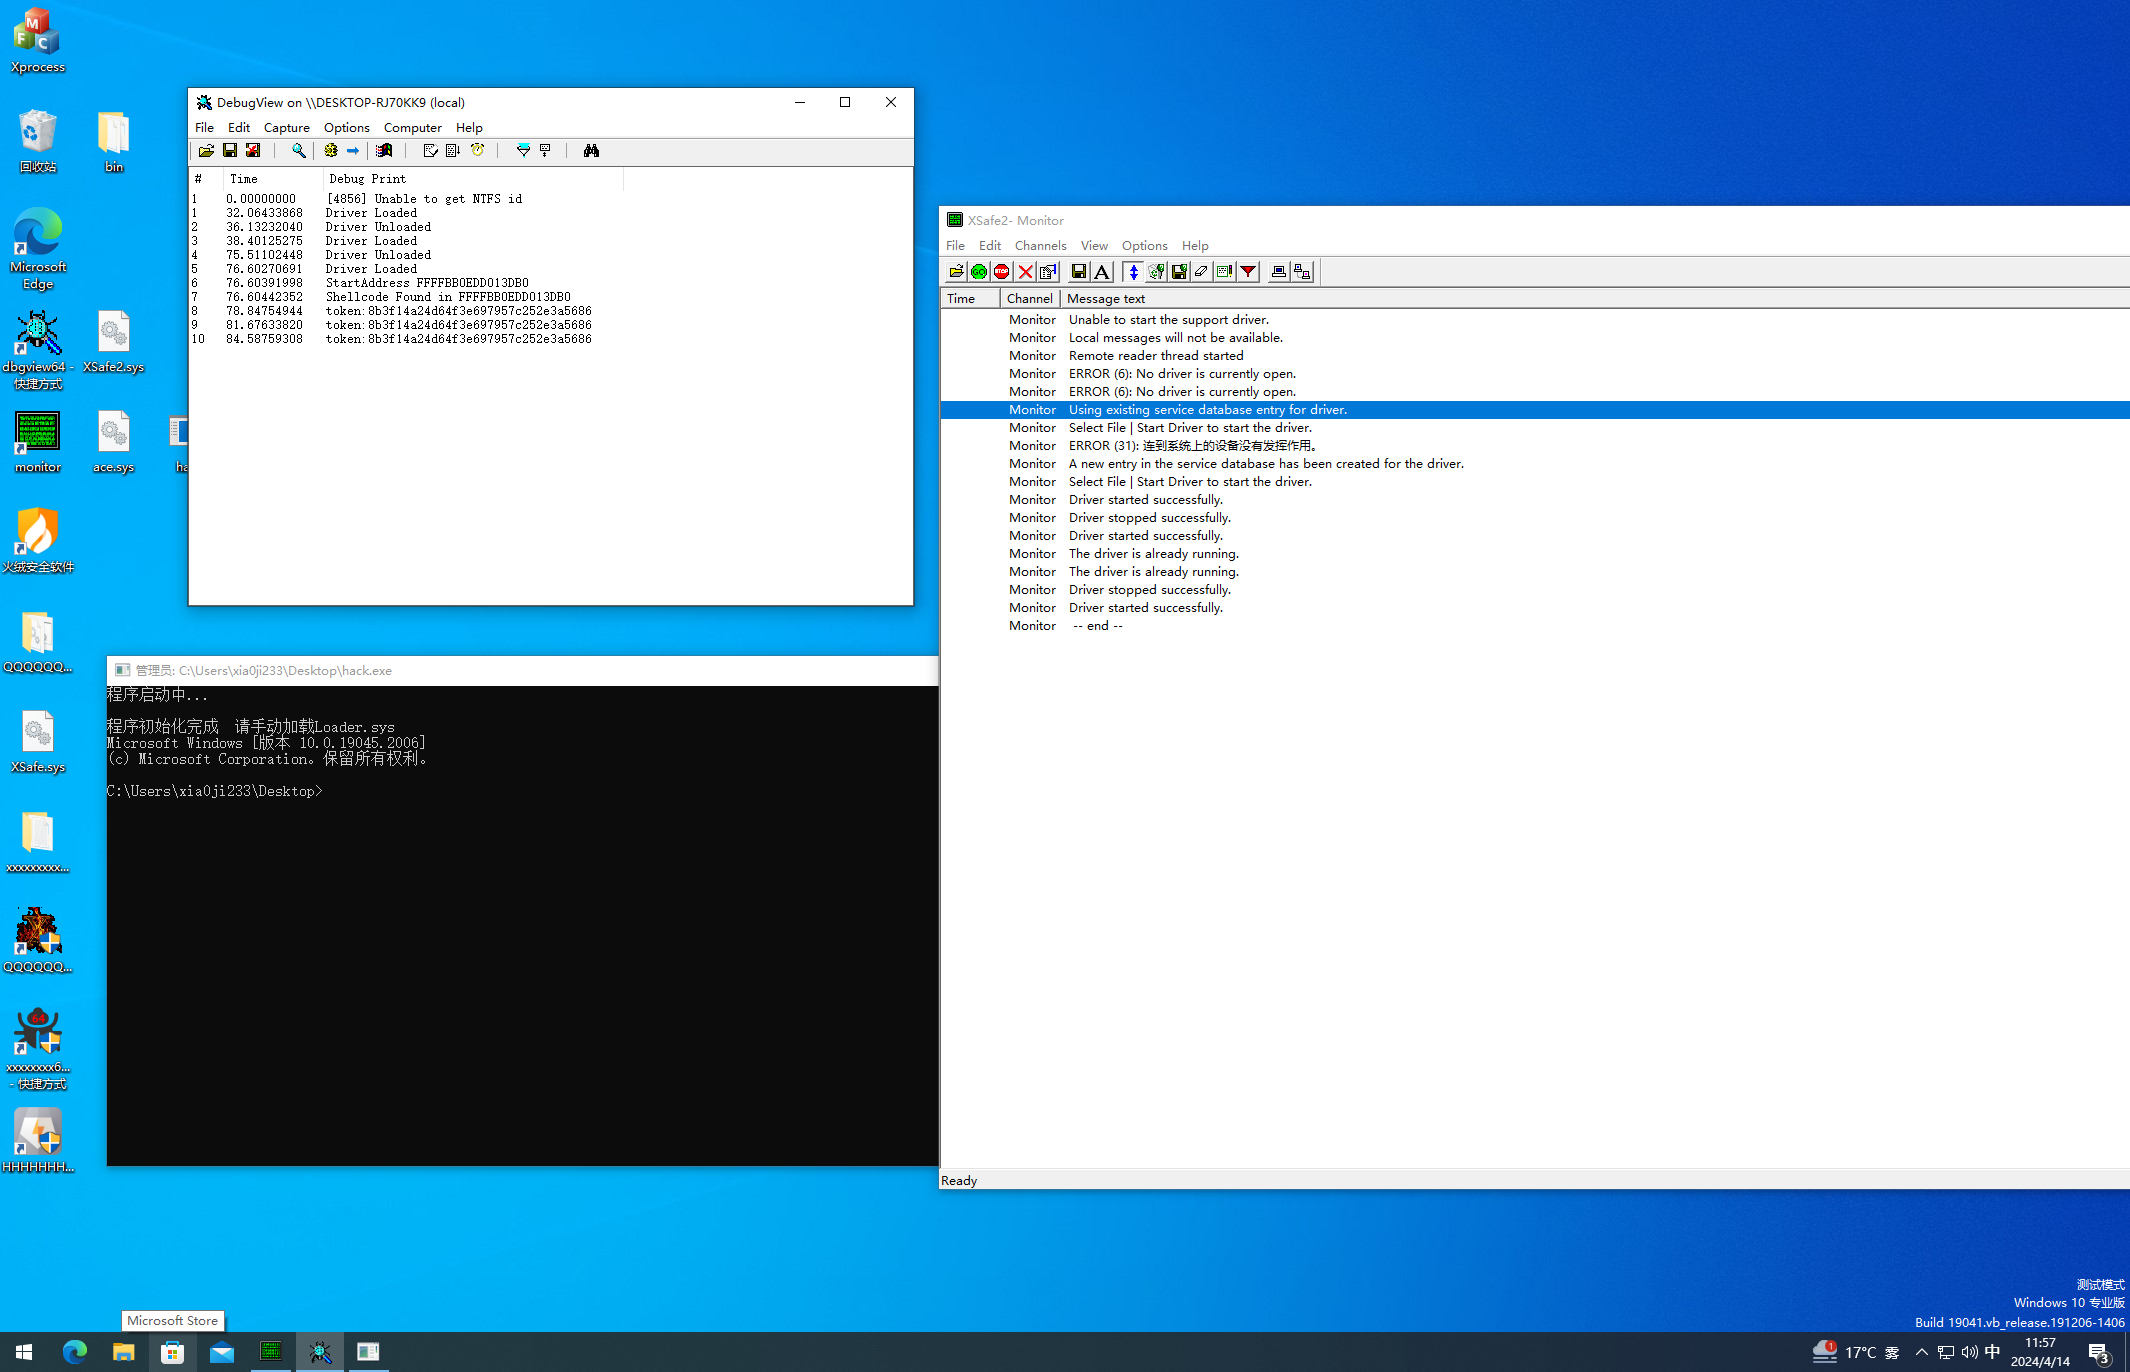 Xprocess
回收站
bin
Microsoft
Edge
dbgview64 -
快捷方式
XSafe2.sys
monitor
ace.sys
ha
火绒安全软件
QQQQQQ...
XSafe.sys
xxxxxxxxx...
QQQQQQ...
64
xxxxxxxx6...
- 快捷方式
HHHHHHH...
DebugView on \\DESKTOP-RJ70KK9 (local)
File Edit Capture Options Computer Help
# Time Debug Print
1 0.00000000 [4856] Unable to get NTFS id
1 32.06433868 Driver Loaded
2 36.13232040 Driver Unloaded
3 38.40125275 Driver Loaded
4 75.51102448 Driver Unloaded
5 76.60270691 Driver Loaded
6 76.60391998 StartAddress FFFFBB0EDD013DB0
7 76.60442352 Shellcode Found in FFFFBB0EDD013DB0
8 78.84754944 token:8b3f14a24d64f3e697957c252e3a5686
9 81.67633820 token:8b3f14a24d64f3e697957c252e3a5686
10 84.58759308 token:8b3f14a24d64f3e697957c252e3a5686
管理员: C:\Users\xia0ji233\Desktop\hack.exe
程序启动中...
程序初始化完成 请手动加载Loader.sys
Microsoft Windows [版本 10.0.19045.2006]
(c) Microsoft Corporation。保留所有权利。
C:\Users\xia0ji233\Desktop>
XSafe2- Monitor
File Edit Channels View Options Help
GO STOP
Time Channel Message text
Monitor Unable to start the support driver.
Monitor Local messages will not be available.
Monitor Remote reader thread started
Monitor ERROR (6): No driver is currently open.
Monitor ERROR (6): No driver is currently open.
Monitor Using existing service database entry for driver.
Monitor Select File | Start Driver to start the driver.
Monitor ERROR (31): 连到系统上的设备没有发挥作用。
Monitor A new entry in the service database has been created for the driver.
Monitor Select File | Start Driver to start the driver.
Monitor Driver started successfully.
Monitor Driver stopped successfully.
Monitor Driver started successfully.
Monitor The driver is already running.
Monitor The driver is already running.
Monitor Driver stopped successfully.
Monitor Driver started successfully.
Monitor -- end --
Ready
测试模式
Windows 10 专业版
Build 19041.vb_release.191206-1406
Microsoft Store
1 17°C 雾 中 11:57
2024/4/14
3